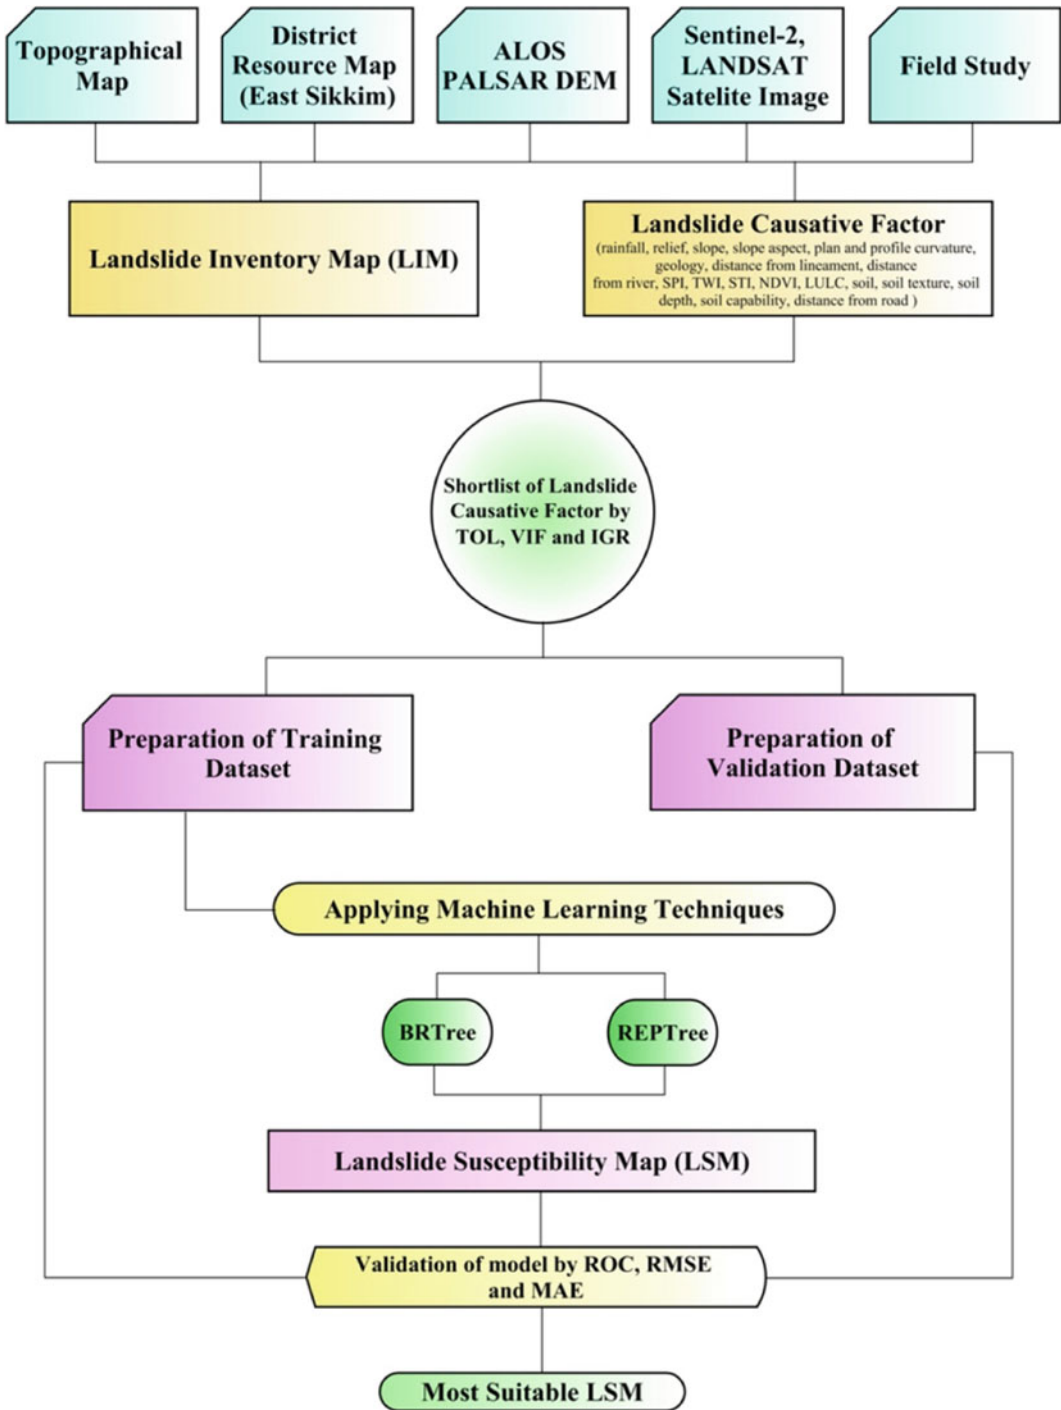 Topographical
Map
District
Resource Map
(East Sikkim)
ALOS
PALSAR DEM
Sentinel-2,
LANDSAT
Satelite Image
Field Study
Landslide Inventory Map (LIM)
Landslide Causative Factor
(rainfall, relief, slope, slope aspect, plan and profile curvature,
geology, distance from lineament, distance
from river, SPI, TWI, STI, NDVI, LULC, soil, soil texture, soil
depth, soil capability, distance from road )
Shortlist of Landslide
Causative Factor by
TOL, VIF and IGR
Preparation of Training
Dataset
Preparation of
Validation Dataset
Applying Machine Learning Techniques
BRTree
REPTree
Landslide Susceptibility Map (LSM)
Validation of model by ROC, RMSE
and MAE
Most Suitable LSM